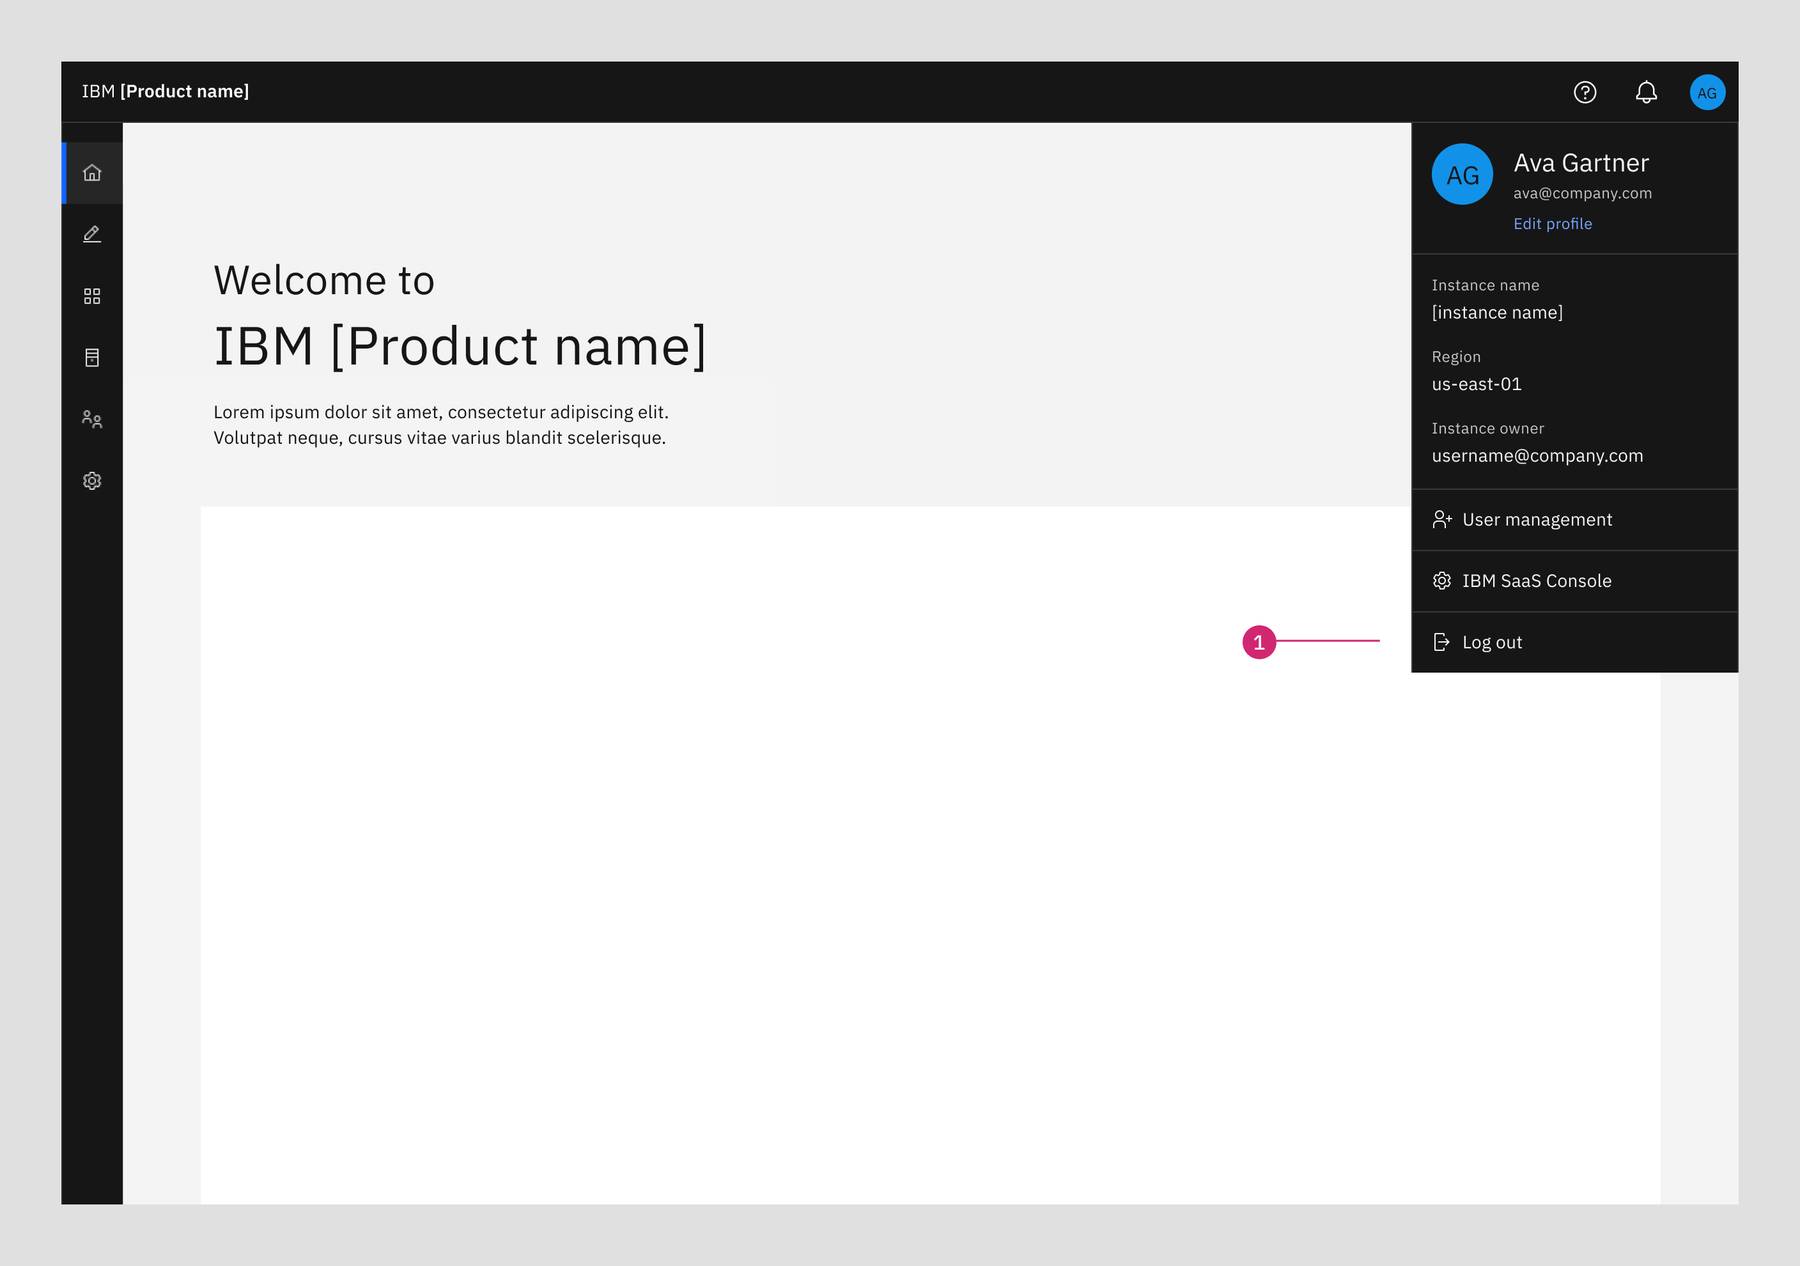 IBM [Product name]
AG
AG
Ava Gartner
ava@company.com
Edit profile
Welcome to
IBM [Product name]
Lorem ipsum dolor sit amet, consectetur adipiscing elit.
Volutpat neque, cursus vitae varius blandit scelerisque.
Instance name
[instance name]
Region
us-east-01
Instance owner
username@company.com
User management
IBM SaaS Console
1
Log out